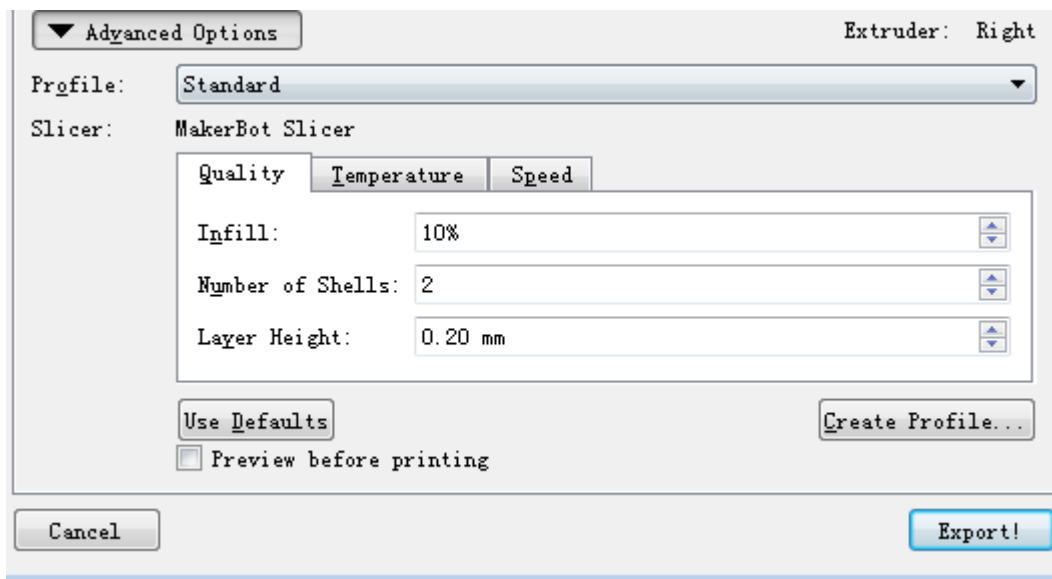 Advanced Options Extruder: Right
Profile: Standard
Slicer: MakerBot Slicer
Quality Temperature Speed
Infill: 10%
Number of Shells: 2
Layer Height: 0.20 mm
Use Defaults Create Profile...
Preview before printing
Cancel Export!